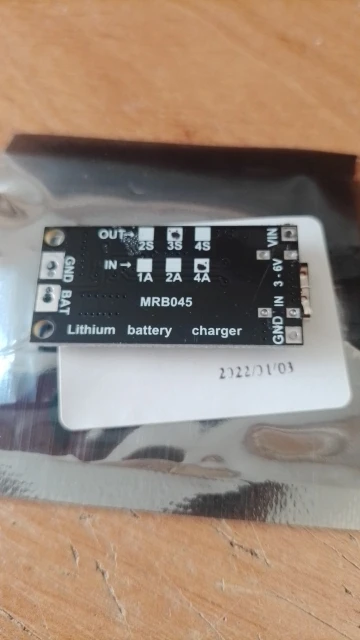 OUT→
2S 3S 4S
IN →
1A 2A 4A
GND
BAT
MRB045
Lithium battery charger
VIN
3 - 6V
IN
GND
2022/01/03